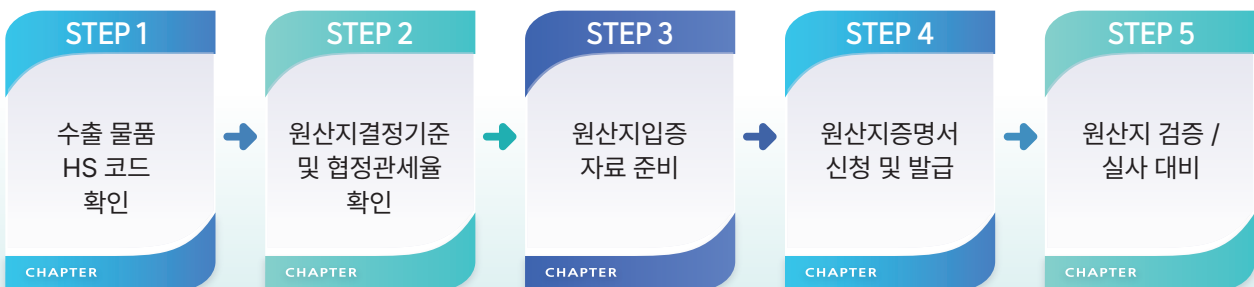 STEP 1
수출 물품
HS 코드
확인
CHAPTER
STEP 2
원산지결정기준
및 협정관세율
확인
CHAPTER
STEP 3
원산지입증
자료 준비
CHAPTER
STEP 4
원산지증명서
신청 및 발급
CHAPTER
STEP 5
원산지 검증 /
실사 대비
CHAPTER